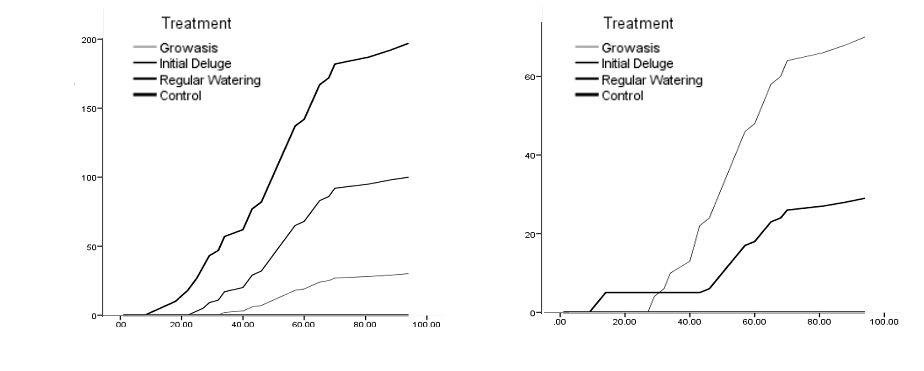 Treatment
Growasis
Initial Deluge
Regular Watering
Control
200
150
100
50
0
.00 20.00 40.00 60.00 80.00 100.00
Treatment
Growasis
Initial Deluge
Regular Watering
Control
60
40
20
0
.00 20.00 40.00 60.00 80.00 100.00